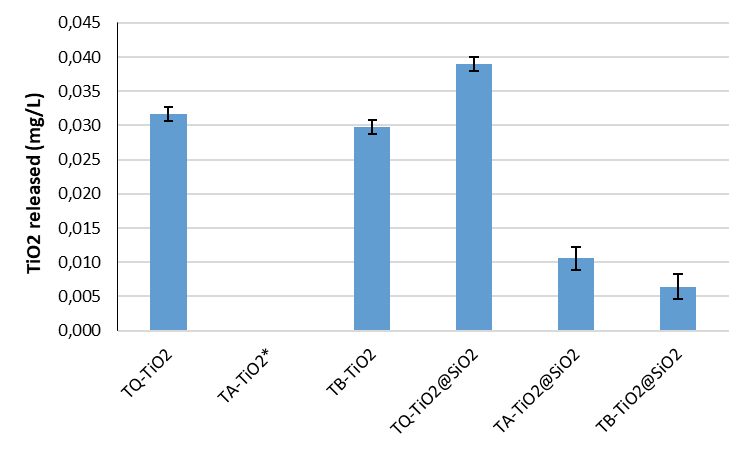 0,045
0,040
0,035
0,030
0,025
0,020
0,015
0,010
0,005
0,000
TiO2 released (mg/L)
TQ-TiO2
TA-TiO2*
TB-TiO2
TQ-TiO2@SiO2
TA-TiO2@SiO2
TB-TiO2@SiO2